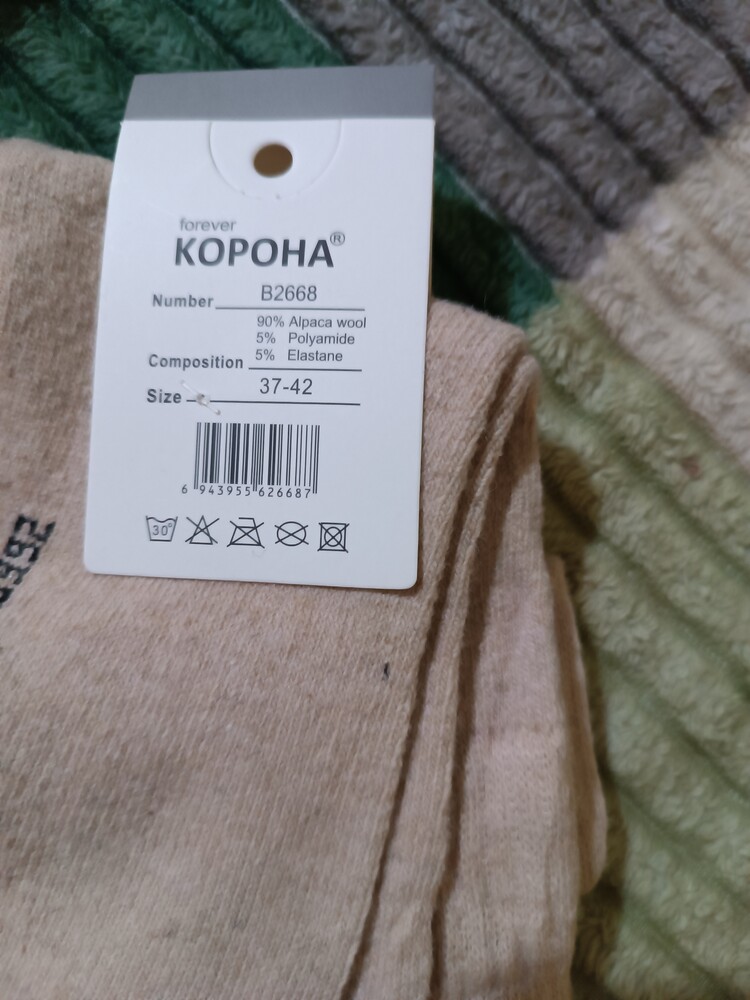 forever
КОРОНА®
Number B2668
90% Alpaca wool
5% Polyamide
Composition 5% Elastane
Size 37-42
6 943955 626687
30°